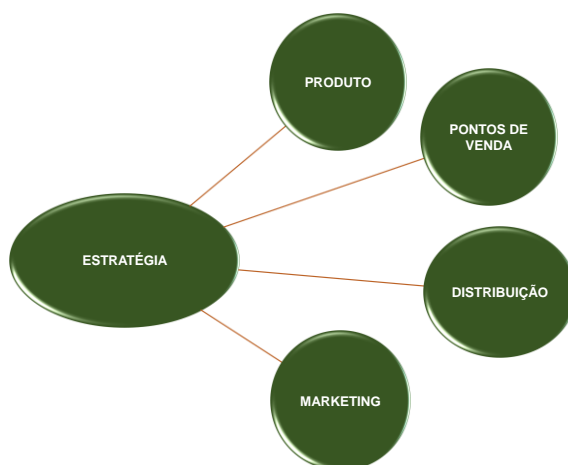 PRODUTO
PONTOS DE
VENDA
ESTRATÉGIA
DISTRIBUIÇÃO
MARKETING